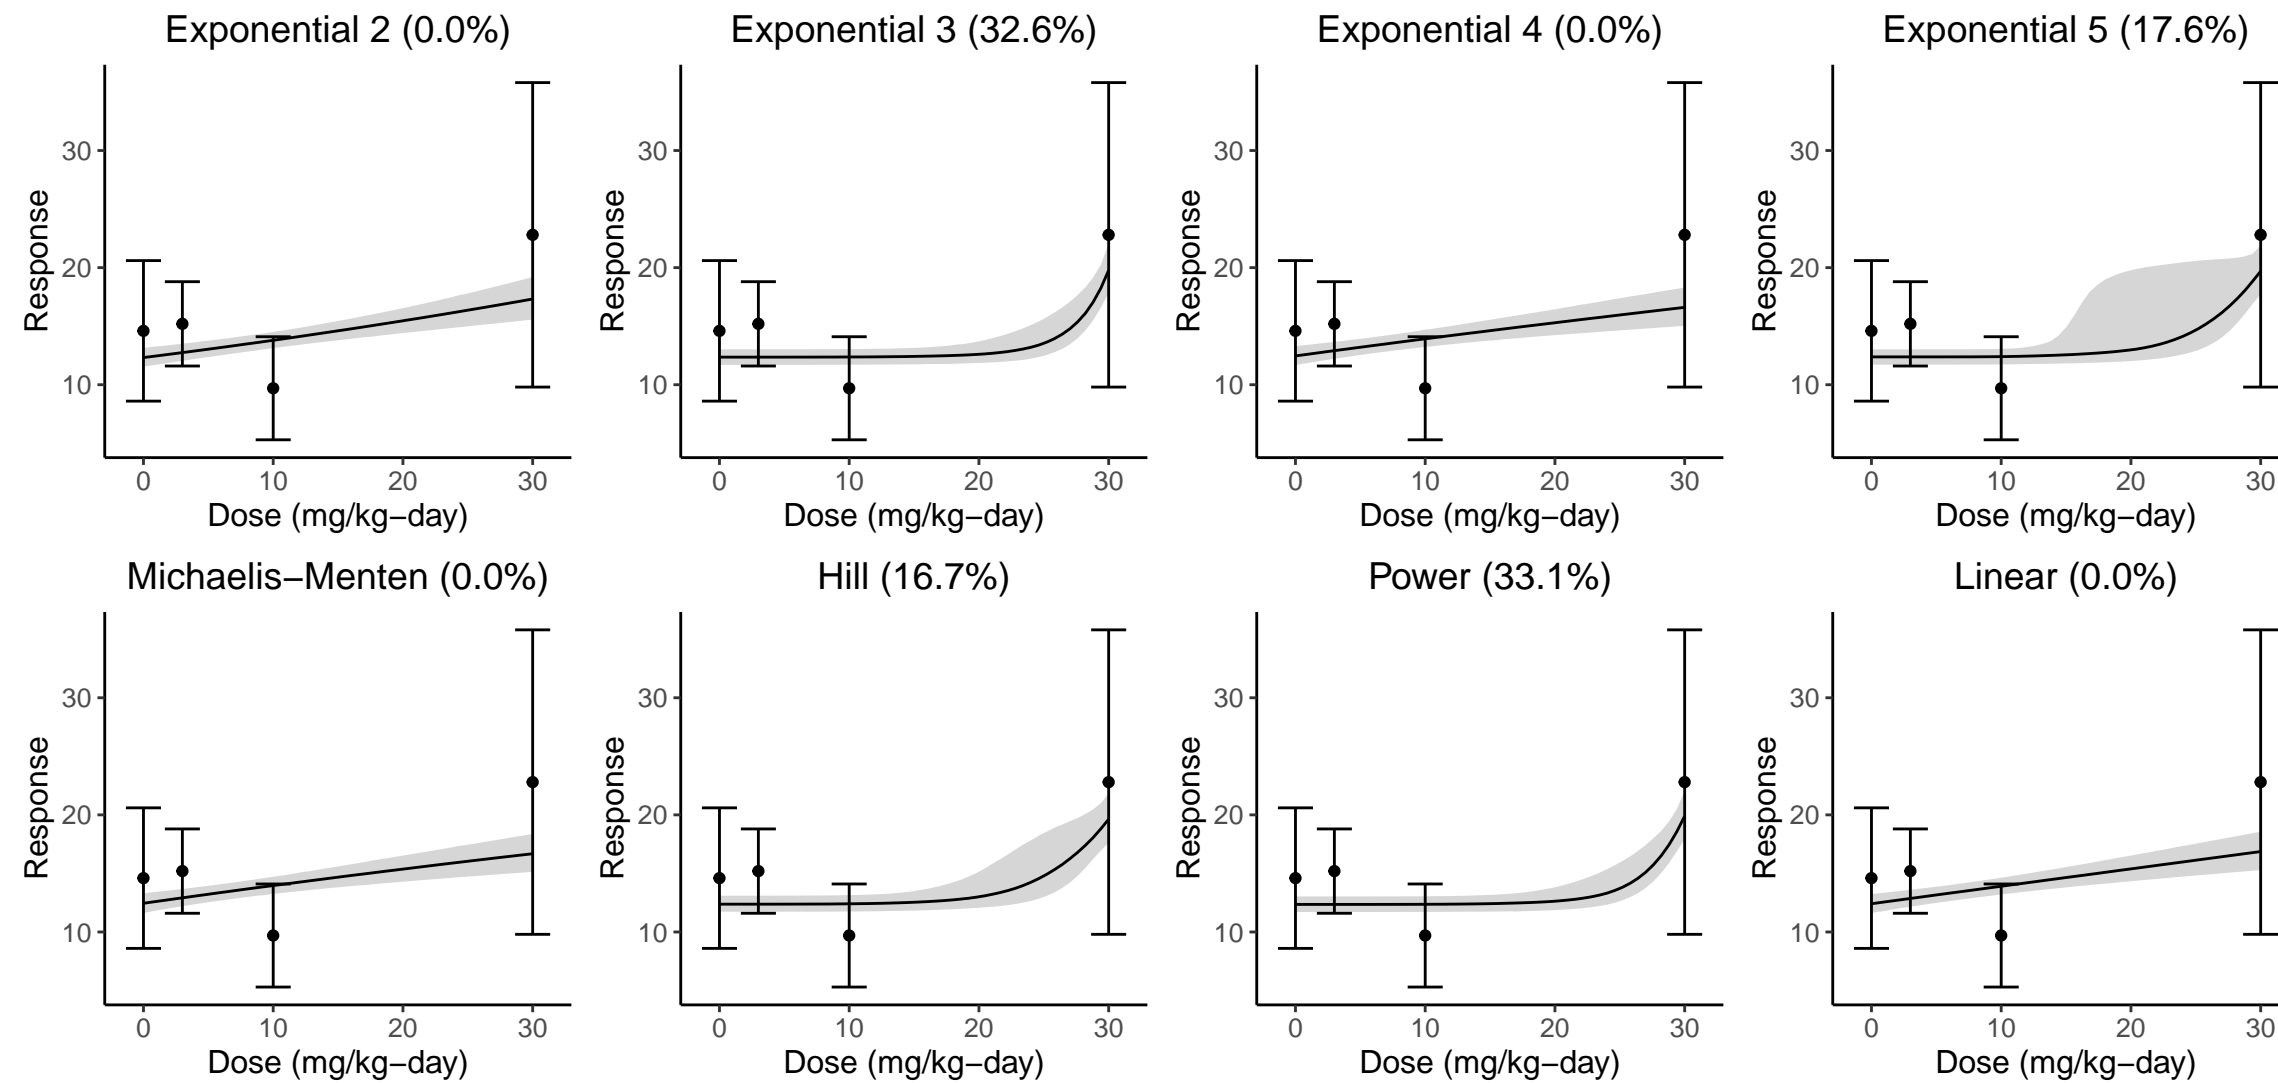 Exponential 2 (0.0%)
Exponential 3 (32.6%)
Exponential 4 (0.0%)
Exponential 5 (17.6%)
Response
30
20
10
0 10 20 30
Dose (mg/kg−day)
Response
30
20
10
0 10 20 30
Dose (mg/kg−day)
Response
30
20
10
0 10 20 30
Dose (mg/kg−day)
Response
30
20
10
0 10 20 30
Dose (mg/kg−day)
Michaelis−Menten (0.0%)
Hill (16.7%)
Power (33.1%)
Linear (0.0%)
Response
30
20
10
0 10 20 30
Dose (mg/kg−day)
Response
30
20
10
0 10 20 30
Dose (mg/kg−day)
Response
30
20
10
0 10 20 30
Dose (mg/kg−day)
Response
30
20
10
0 10 20 30
Dose (mg/kg−day)